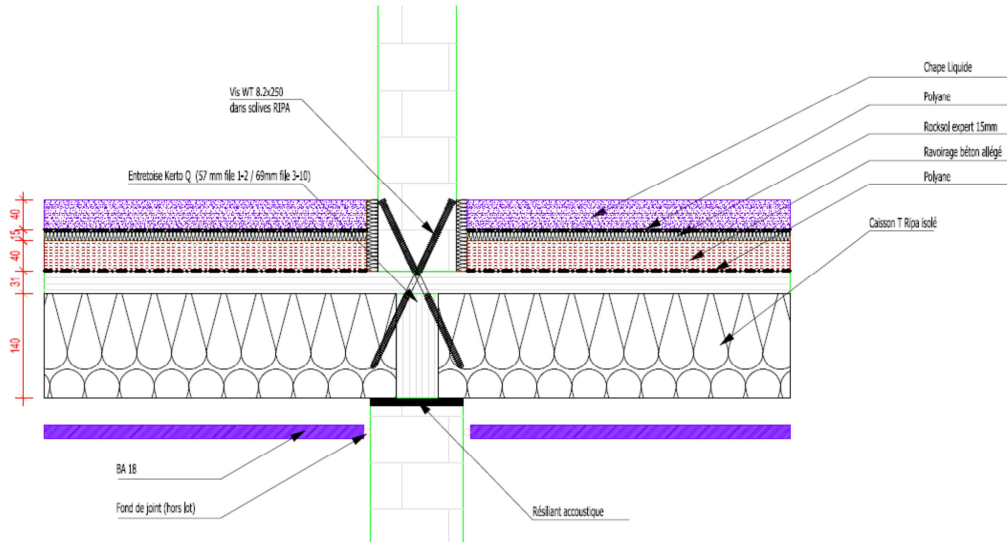 Chape Liquide
Vis WT 8.2x250
dans solives RIPA
Polyane
Rocksol expert 15mm
Ravoirage béton allégé
Entretoise Kerto Q (57 mm file 1-2 / 69mm file 3-10)
Polyane
Caisson T Ripa isolé
40
15
40
31
140
BA 18
Fond de joint (hors lot)
Résiliant accoustique